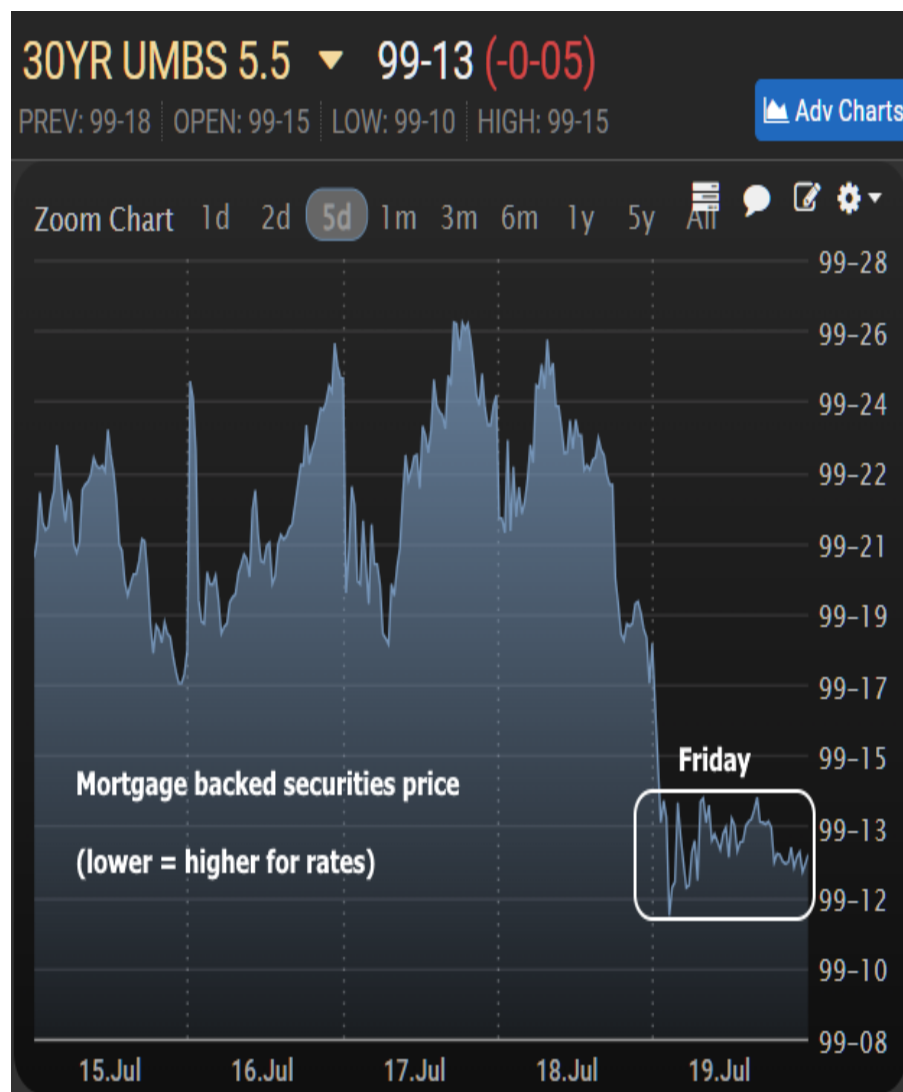 30YR UMBS 5.5 99-13 (-0-05)
PREV: 99-18 OPEN: 99-15 LOW: 99-10 HIGH: 99-15
Adv Charts
Zoom Chart 1d 2d 5d 1m 3m 6m 1y 5y All
99-28
99-26
99-24
99-22
99-21
99-19
99-17
Friday
99-15
Mortgage backed securities price
99-13
(lower = higher for rates)
99-12
99-10
99-08
15.Jul 16.Jul 17.Jul 18.Jul 19.Jul